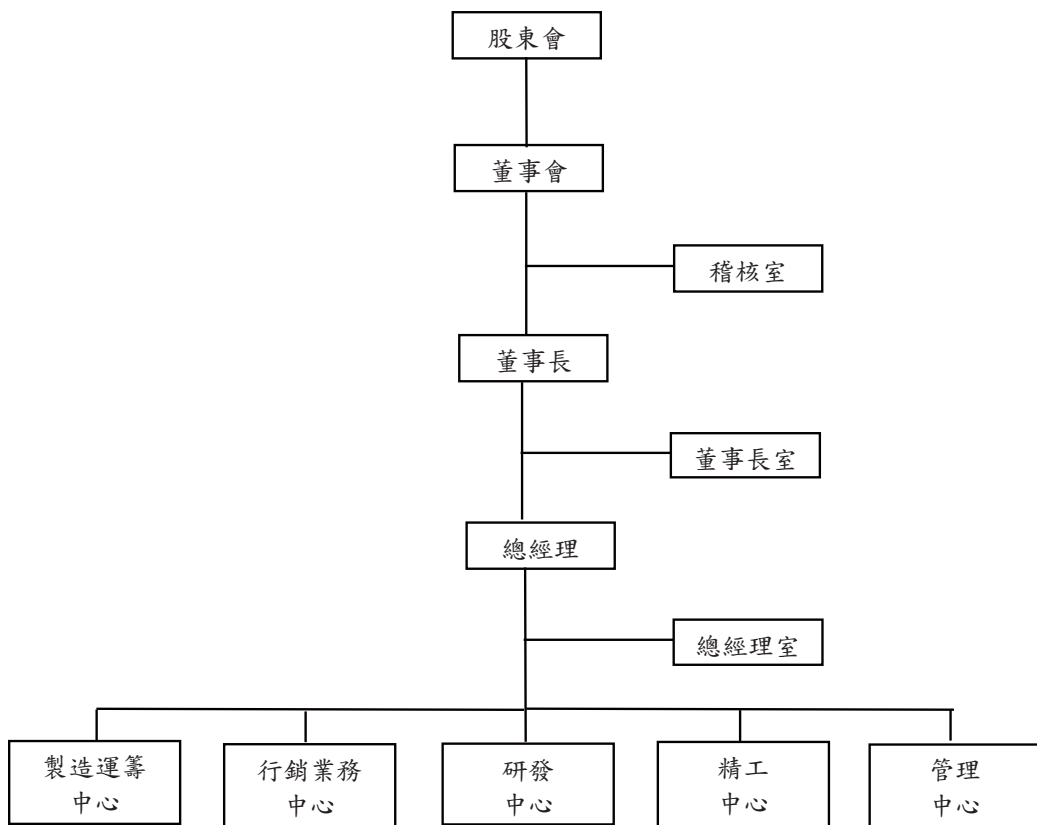 股東會
董事會
稽核室
董事長
董事長室
總經理
總經理室
製造運籌
中心
行銷業務
中心
研發
中心
精工
中心
管理
中心